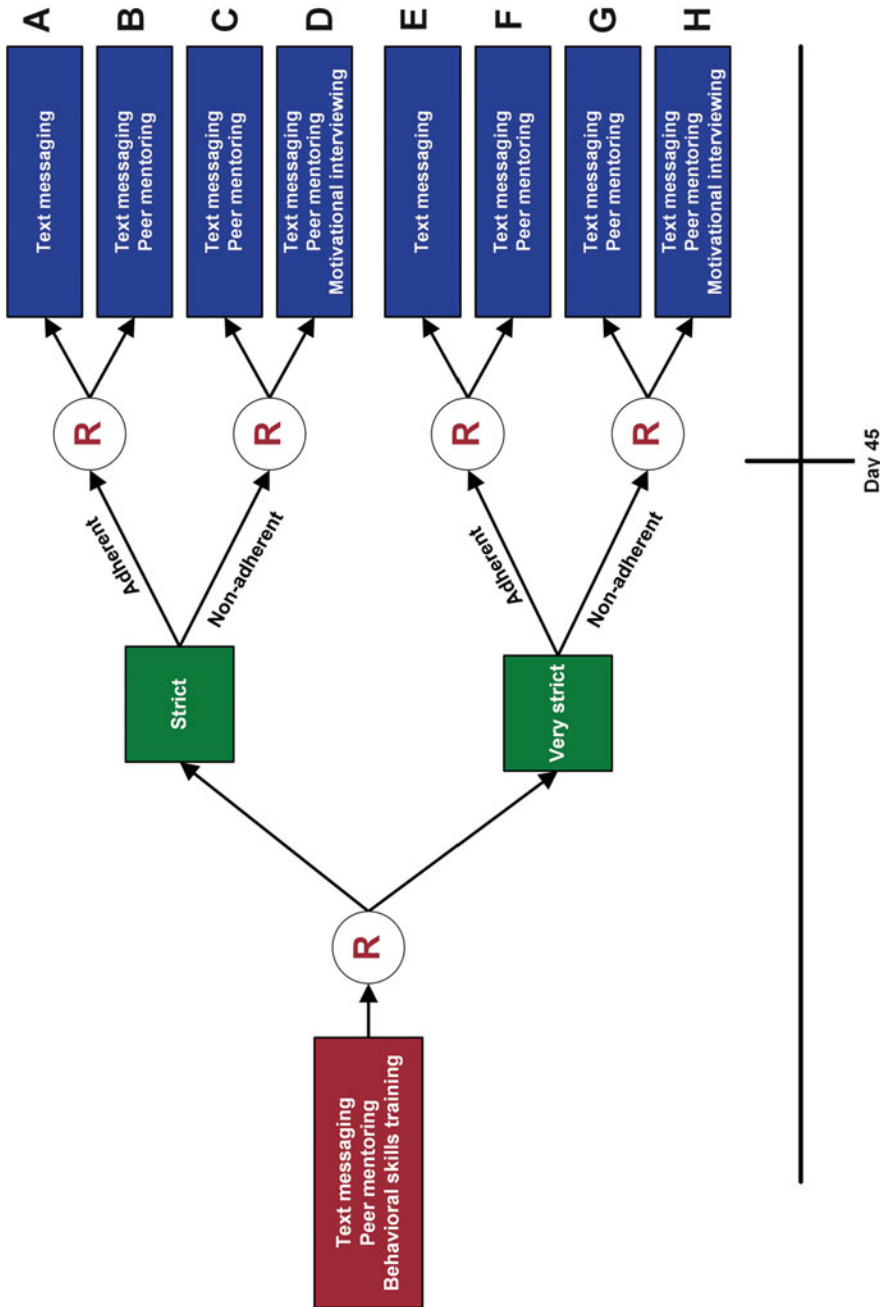 Text messaging
Peer mentoring
Behavioral skills training
R
Strict
Very strict
Adherent
Non-adherent
Adherent
Non-adherent
R
R
R
R
Text messaging
A
Text messaging
Peer mentoring
B
Text messaging
Peer mentoring
C
Text messaging
Peer mentoring
Motivational interviewing
D
Text messaging
E
Text messaging
Peer mentoring
F
Text messaging
Peer mentoring
G
Text messaging
Peer mentoring
Motivational interviewing
H
Day 45